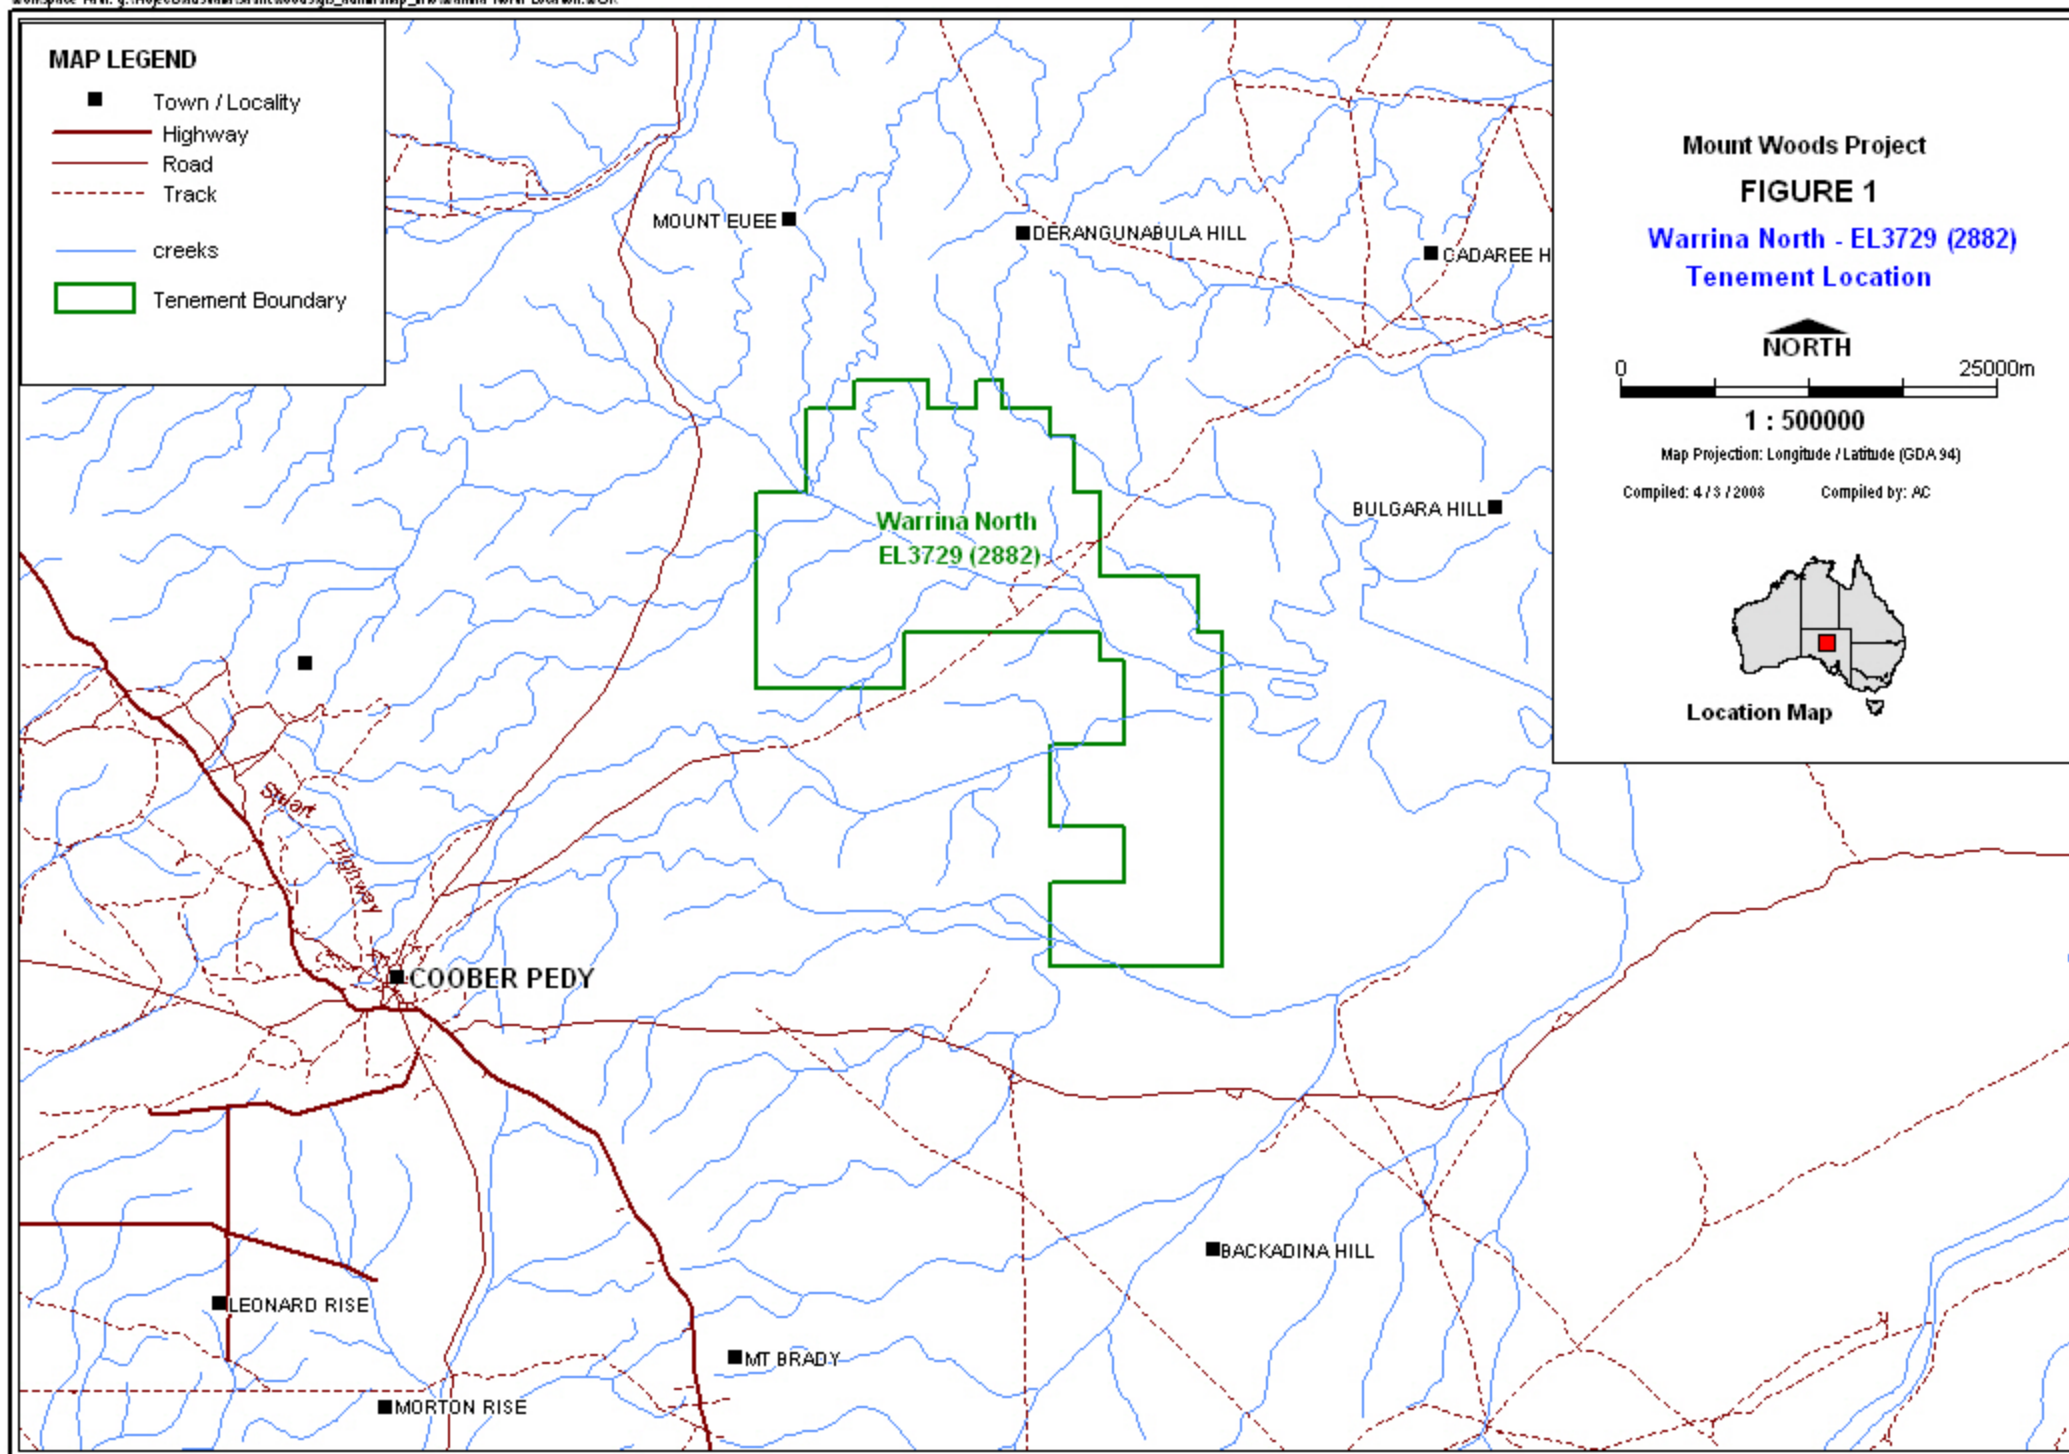 MAP LEGEND
Town / Locality
Highway
Road
Track
creeks
Tenement Boundary
MOUNT EUEE
DERANGUNABULA HILL
CADAREE H
BULGARA HILL
Warrina North
EL3729 (2882)
Stuart
Highway
COOBER PEDY
LEONARD RISE
MORTON RISE
MT BRADY
BACKADINA HILL
Mount Woods Project
FIGURE 1
Warrina North - EL3729 (2882)
Tenement Location
NORTH
0 25000m
1 : 500000
Map Projection: Longitude / Latitude (GDA 94)
Compiled: 4 / 3 / 2008 Compiled by: AC
Location Map